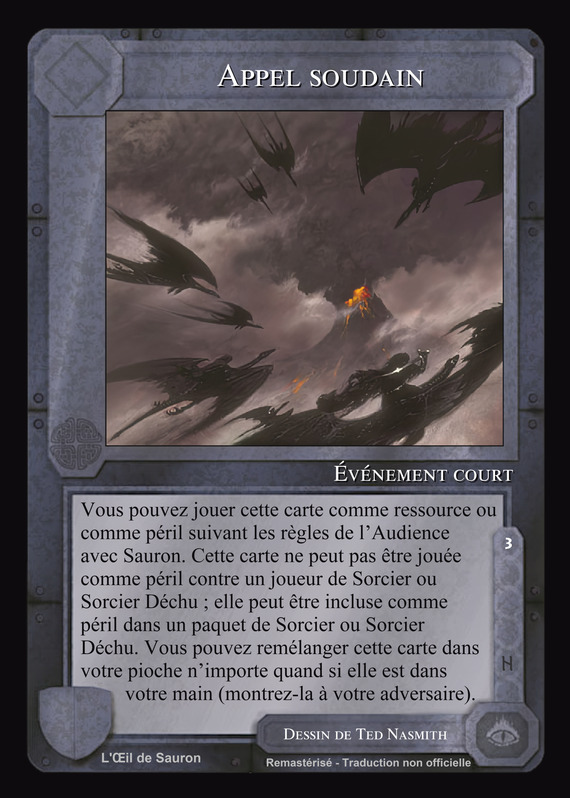 Appel soudain
Événement court
Vous pouvez jouer cette carte comme ressource ou
comme péril suivant les règles de l'Audience
avec Sauron. Cette carte ne peut pas être jouée
comme péril contre un joueur de Sorcier ou
Sorcier Déchu ; elle peut être incluse comme
péril dans un paquet de Sorcier ou Sorcier
Déchu. Vous pouvez remélanger cette carte dans
votre pioche n'importe quand si elle est dans
votre main (montrez-la à votre adversaire).
3
Dessin de Ted Nasmith
L'Œil de Sauron
Remastérisé - Traduction non officielle